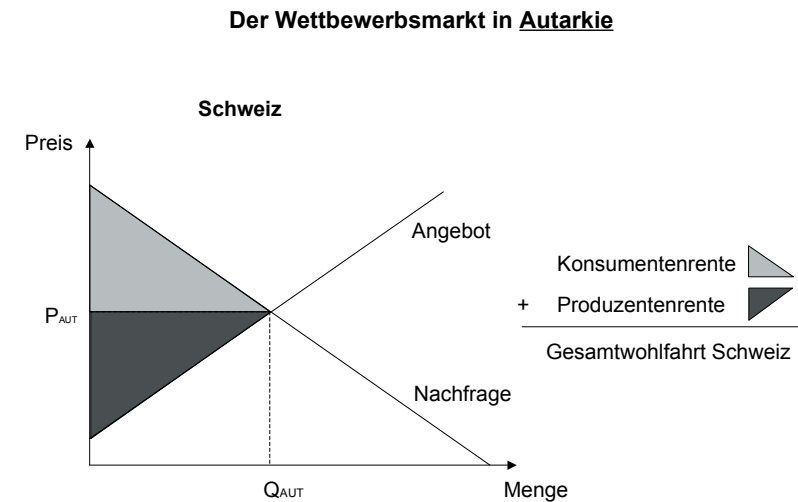 Der Wettbewerbsmarkt in Autarkie
Schweiz
Preis
Angebot
Konsumentenrente
PAUT
+ Produzentenrente
Gesamtwohlfahrt Schweiz
Nachfrage
QAUT
Menge